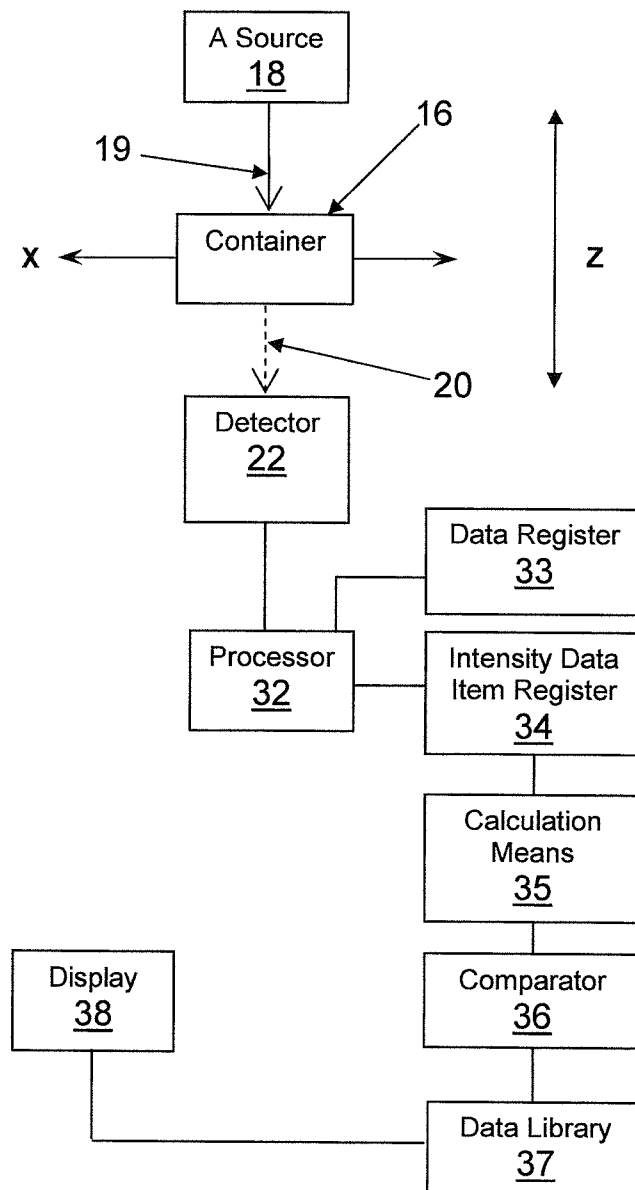 A Source
18
19
16
Container
X
Z
20
Detector
22
Data Register
33
Processor
32
Intensity Data
Item Register
34
Calculation
Means
35
Display
38
Comparator
36
Data Library
37